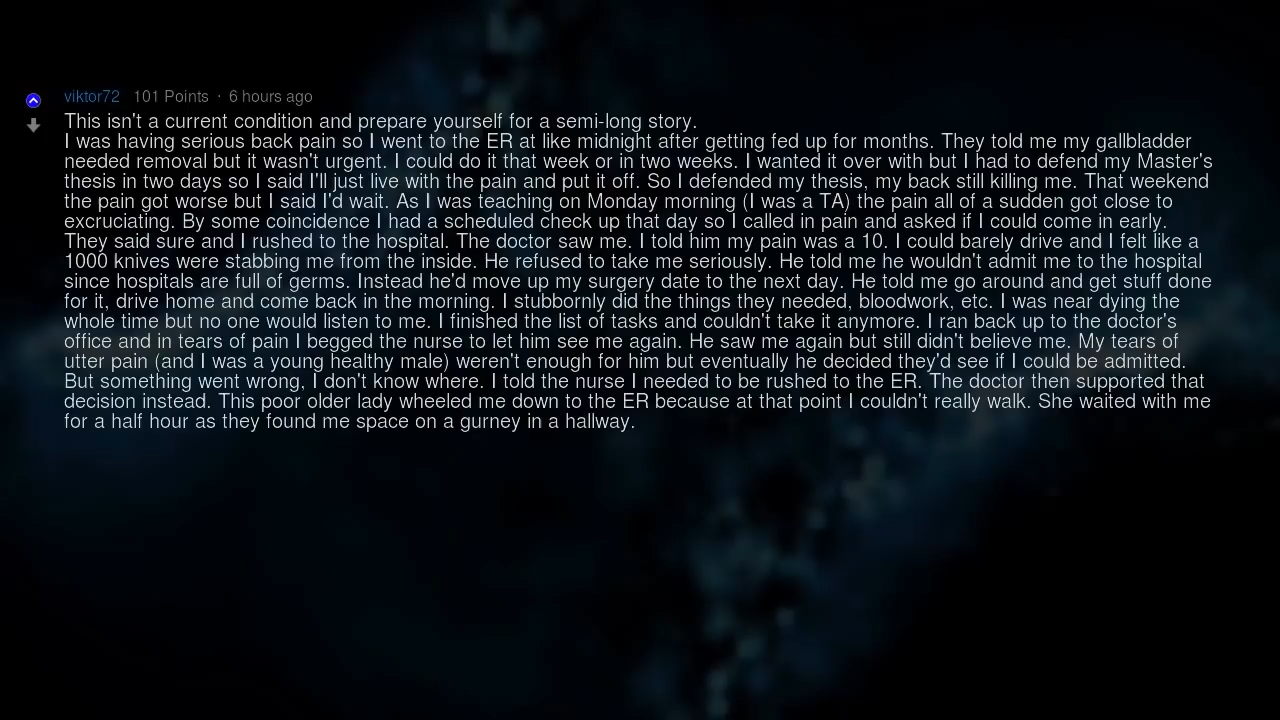 viktor72 101 Points · 6 hours ago
This isn't a current condition and prepare yourself for a semi-long story.
I was having serious back pain so I went to the ER at like midnight after getting fed up for months. They told me my gallbladder
needed removal but it wasn't urgent. I could do it that week or in two weeks. I wanted it over with but I had to defend my Master's
thesis in two days so I said I'll just live with the pain and put it off. So I defended my thesis, my back still killing me. That weekend
the pain got worse but I said I'd wait. As I was teaching on Monday morning (I was a TA) the pain all of a sudden got close to
excruciating. By some coincidence I had a scheduled check up that day so I called in pain and asked if I could come in early.
They said sure and I rushed to the hospital. The doctor saw me. I told him my pain was a 10. I could barely drive and I felt like a
1000 knives were stabbing me from the inside. He refused to take me seriously. He told me he wouldn't admit me to the hospital
since hospitals are full of germs. Instead he'd move up my surgery date to the next day. He told me go around and get stuff done
for it, drive home and come back in the morning. I stubbornly did the things they needed, bloodwork, etc. I was near dying the
whole time but no one would listen to me. I finished the list of tasks and couldn't take it anymore. I ran back up to the doctor's
office and in tears of pain I begged the nurse to let him see me again. He saw me again but still didn't believe me. My tears of
utter pain (and I was a young healthy male) weren't enough for him but eventually he decided they'd see if I could be admitted.
But something went wrong, I don't know where. I told the nurse I needed to be rushed to the ER. The doctor then supported that
decision instead. This poor older lady wheeled me down to the ER because at that point I couldn't really walk. She waited with me
for a half hour as they found me space on a gurney in a hallway.